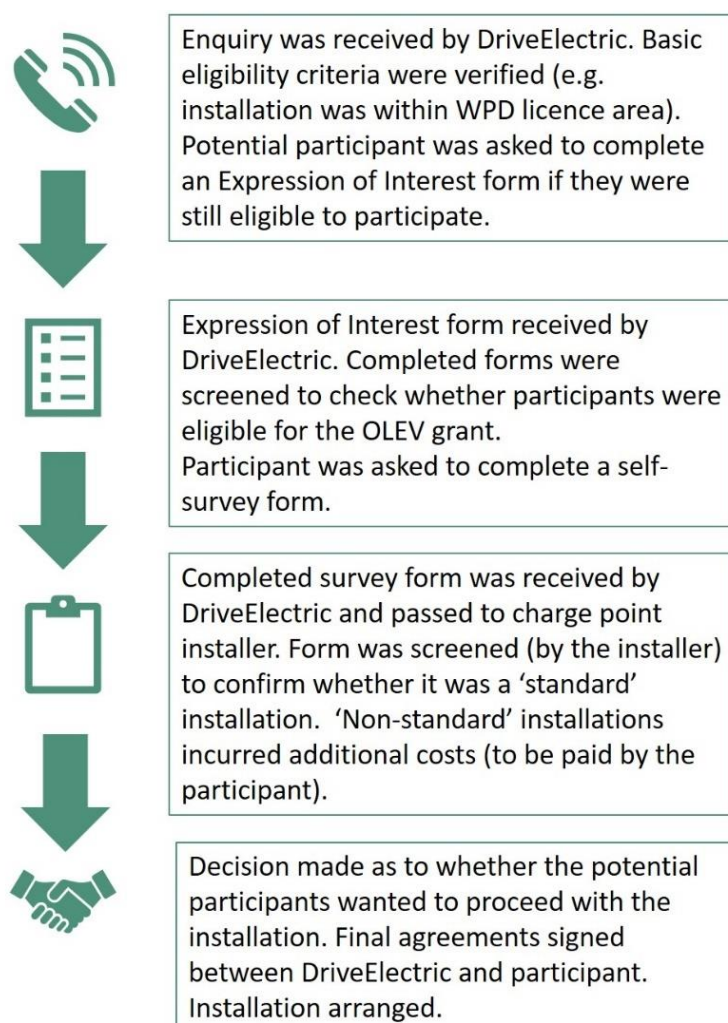 Enquiry was received by DriveElectric. Basic
eligibility criteria were verified (e.g.
installation was within WPD licence area).
Potential participant was asked to complete
an Expression of Interest form if they were
still eligible to participate.
Expression of Interest form received by
DriveElectric. Completed forms were
screened to check whether participants were
eligible for the OLEV grant.
Participant was asked to complete a self-
survey form.
Completed survey form was received by
DriveElectric and passed to charge point
installer. Form was screened (by the installer)
to confirm whether it was a ‘standard’
installation.  ‘Non-standard’ installations
incurred additional costs (to be paid by the
participant).
Decision made as to whether the potential
participants wanted to proceed with the
installation. Final agreements signed
between DriveElectric and participant.
Installation arranged.